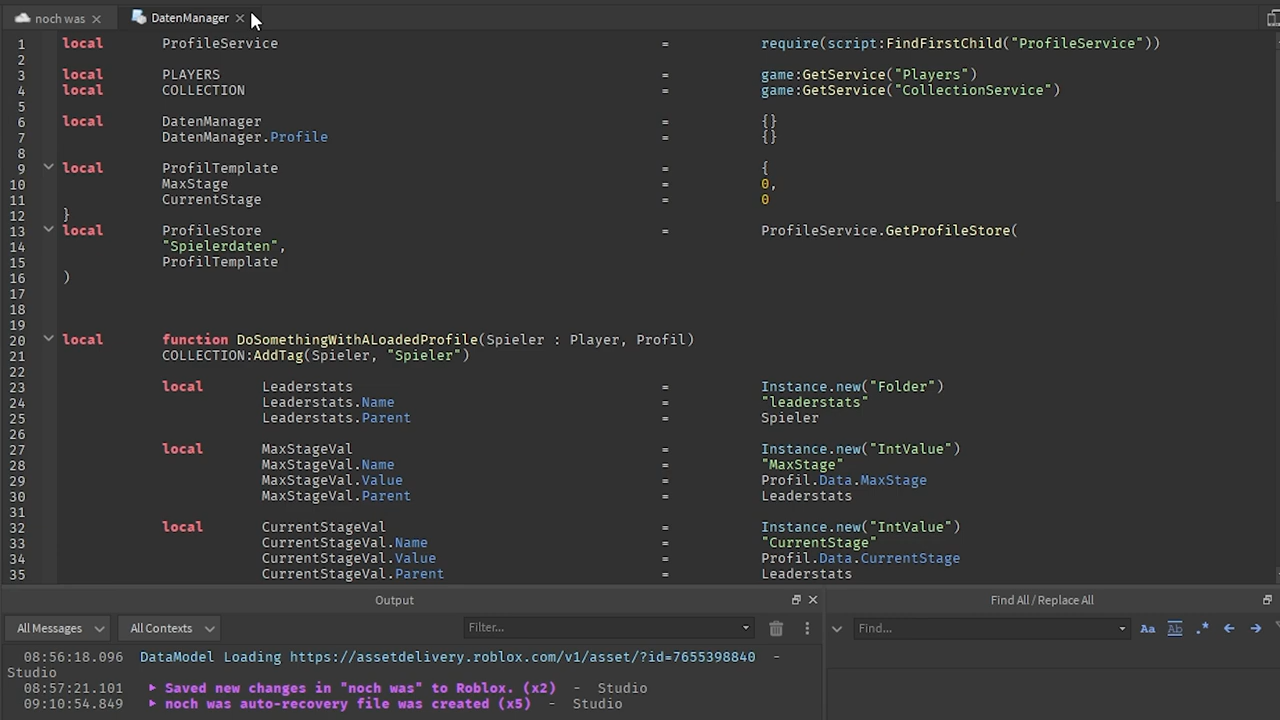 noch was
DatenManager
1 local ProfileService = require(script:FindFirstChild("ProfileService"))
2
3 local PLAYERS = game:GetService("Players")
4 local COLLECTION = game:GetService("CollectionService")
5
6 local DatenManager = {}
7 DatenManager.Profile = {}
8
9 local ProfilTemplate = {
10 MaxStage = 0,
11 CurrentStage = 0
12 }
13 local ProfileStore = ProfileService.GetProfileStore(
14 "Spielerdaten",
15 ProfilTemplate
16 )
17
18
19
20 local function DoSomethingWithALoadedProfile(Spieler : Player, Profil)
21 COLLECTION:AddTag(Spieler, "Spieler")
22
23 local Leaderstats = Instance.new("Folder")
24 Leaderstats.Name = "leaderstats"
25 Leaderstats.Parent = Spieler
26
27 local MaxStageVal = Instance.new("IntValue")
28 MaxStageVal.Name = "MaxStage"
29 MaxStageVal.Value = Profil.Data.MaxStage
30 MaxStageVal.Parent = Leaderstats
31
32 local CurrentStageVal = Instance.new("IntValue")
33 CurrentStageVal.Name = "CurrentStage"
34 CurrentStageVal.Value = Profil.Data.CurrentStage
35 CurrentStageVal.Parent = Leaderstats
Output
All Messages All Contexts Filter...
08:56:18.096 DataModel Loading https://assetdelivery.roblox.com/v1/asset/?id=7655398840 -
Studio
08:57:21.101 Saved new changes in "noch was" to Roblox. (x2) - Studio
09:10:54.849 noch was auto-recovery file was created (x5) - Studio
Find All / Replace All
Find... Aa Ab .*